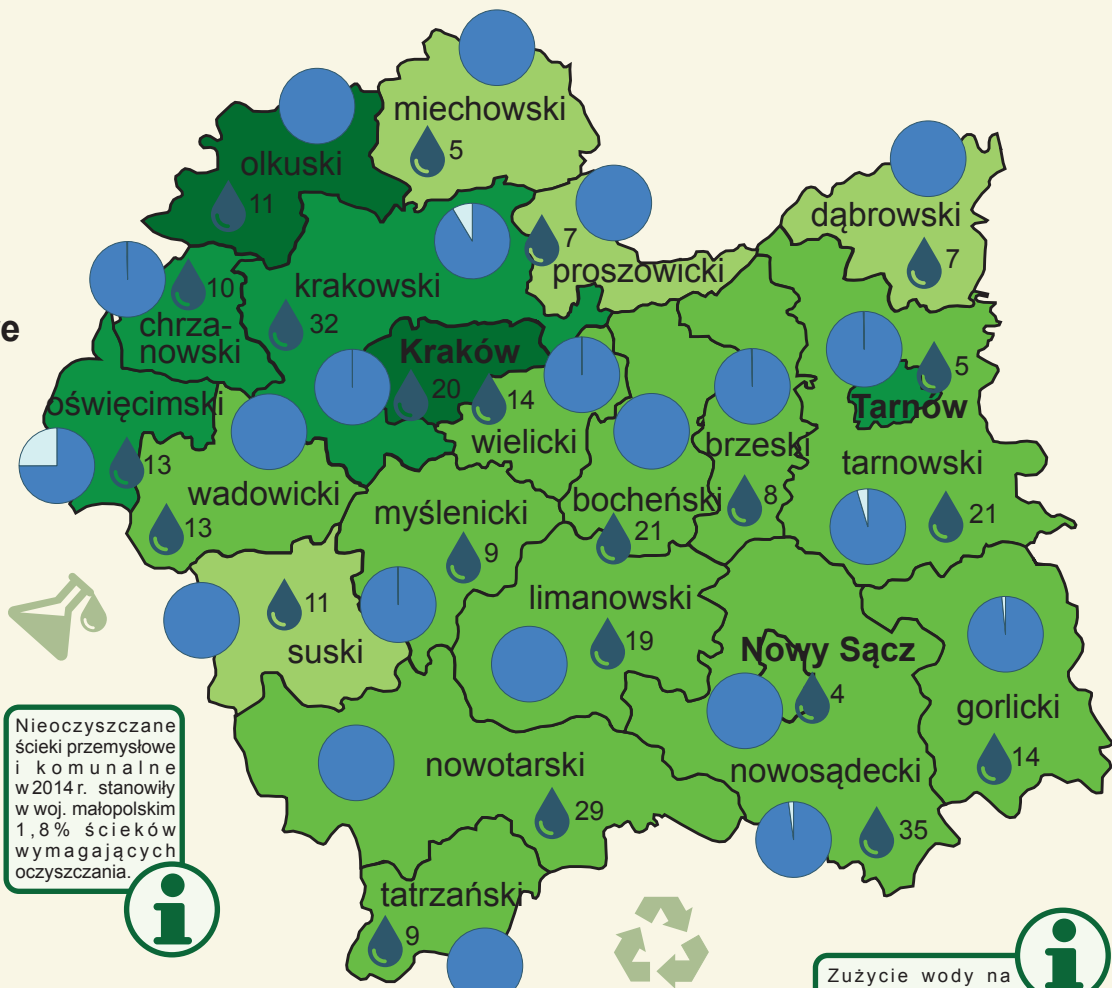 miechowski
5
olkuski
11
dąbrowski
7
7
proszowicki
krakowski
32
10
chrza-
nowski
e
Kraków
20
14
wielicki
5
Tarnów
oświęcimski
13
wadowicki
13
myślenicki
9
bocheński
21
brzeski
8
tarnowski
21
11
suski
limanowski
19
Nowy Sącz
4
gorlicki
14
nowotarski
29
nowosądecki
35
tatrzański
9
Nieoczyszczane
ścieki przemysłowe
i komunalne
w 2014 r. stanowiły
w woj. małopolskim
1,8% ścieków
wymagających
oczyszczania.
i
Zużycie wody na
i